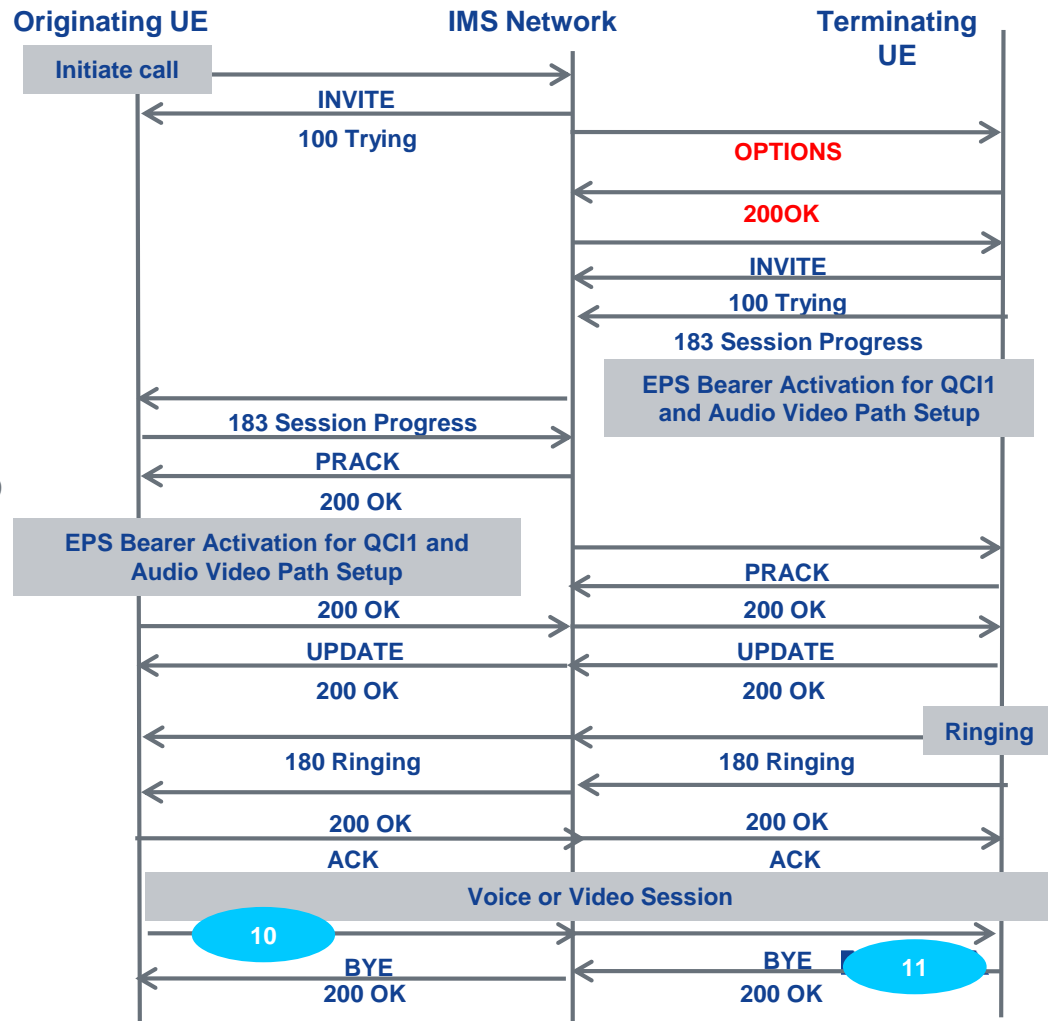 Originating UE
IMS Network
Terminating
UE
Initiate call
INVITE
100 Trying
OPTIONS
200OK
INVITE
100 Trying
183 Session Progress
EPS Bearer Activation for QCI1
and Audio Video Path Setup
183 Session Progress
PRACK
200 OK
)
EPS Bearer Activation for QCI1 and
Audio Video Path Setup
PRACK
200 OK
200 OK
UPDATE
UPDATE
200 OK
200 OK
Ringing
180 Ringing
180 Ringing
200 OK
200 OK
ACK
ACK
Voice or Video Session
10
BYE
BYE
11
200 OK
200 OK